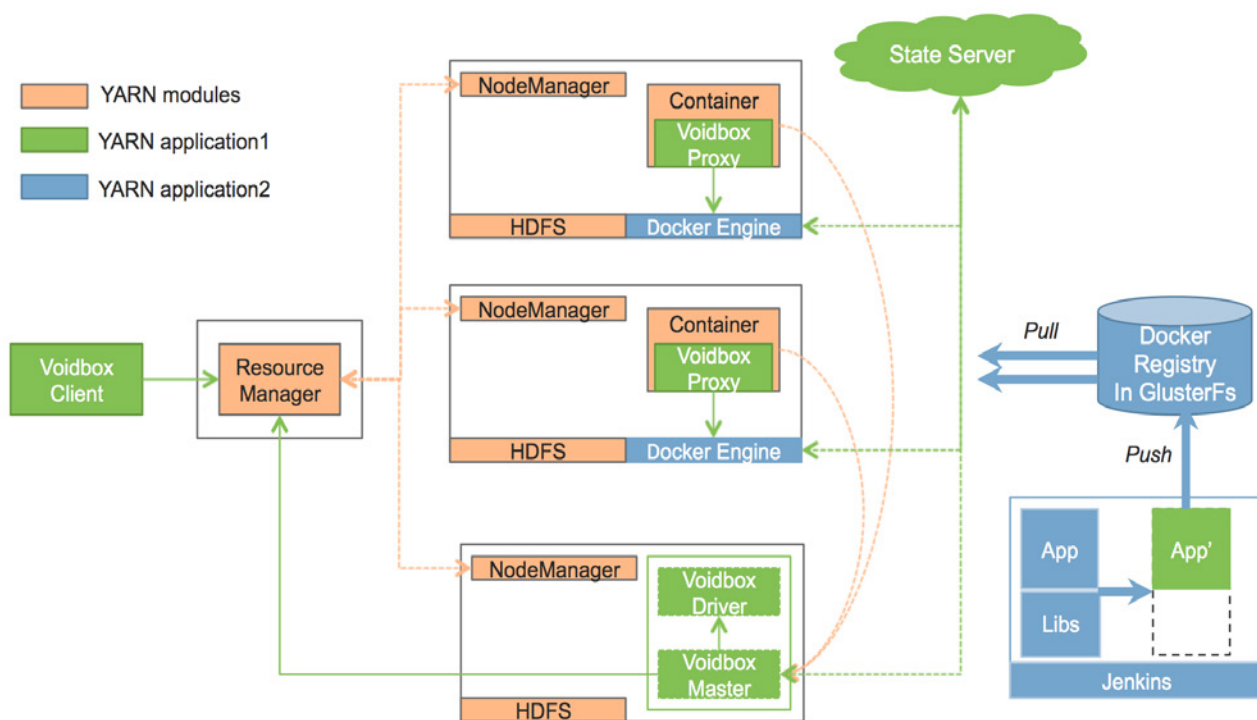 State Server
YARN modules
YARN application1
YARN application2
NodeManager
Container
Voidbox
Proxy
HDFS
Docker Engine
NodeManager
Container
Voidbox
Proxy
HDFS
Docker Engine
Voidbox
Client
Resource
Manager
NodeManager
Voidbox
Driver
Voidbox
Master
HDFS
Pull
Docker
Registry
In GlusterFs
Push
App
App'
Libs
Jenkins